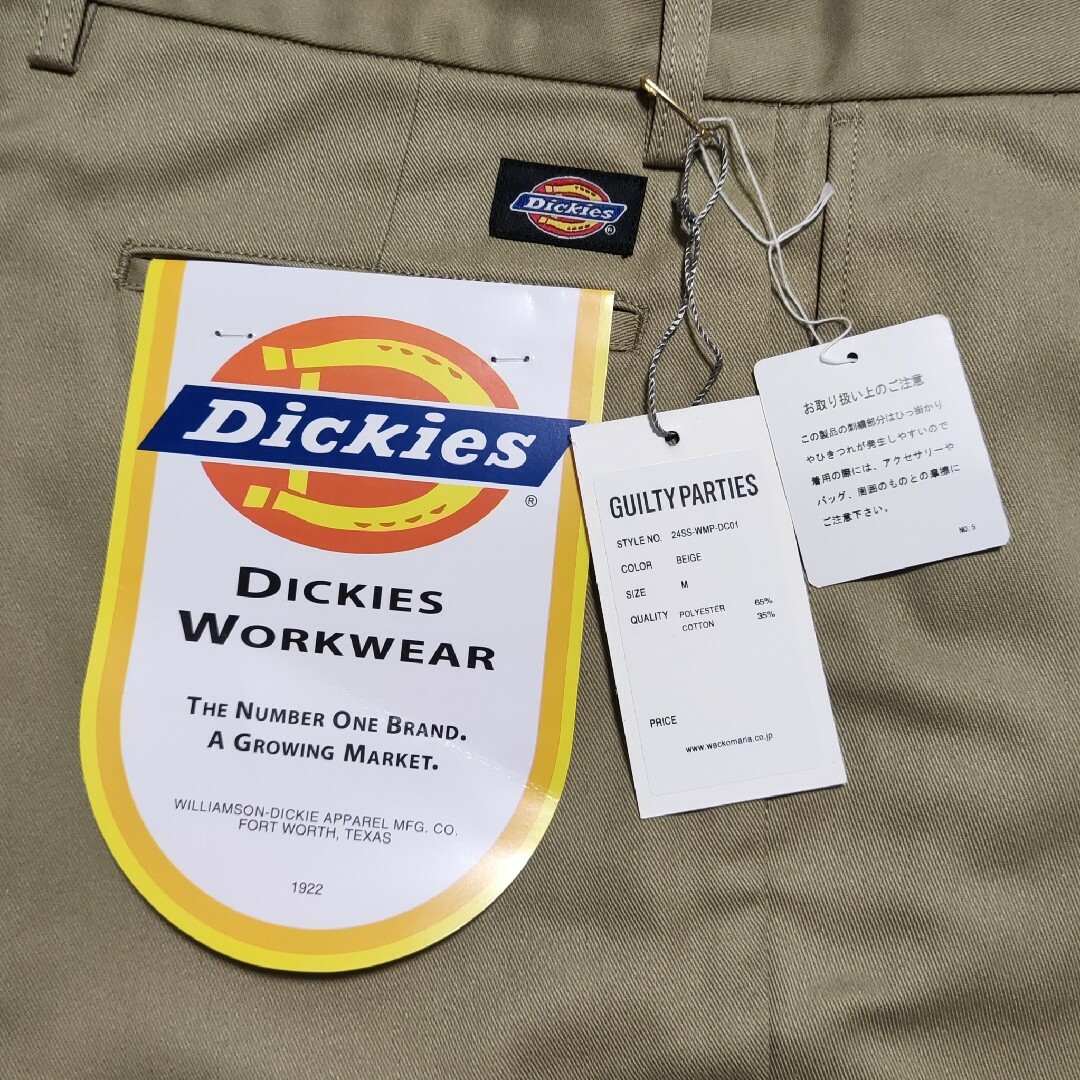 Dickies
®
Dickies
®
DICKIES
WORKWEAR
THE NUMBER ONE BRAND.
A GROWING MARKET.
WILLIAMSON-DICKIE APPAREL MFG. CO.
FORT WORTH, TEXAS
1922
GUILTY PARTIES
STYLE NO. 24SS-WMP-DC01
COLOR BEIGE
SIZE M
QUALITY POLYESTER 65%
COTTON 35%
PRICE
www.wackomaria.co.jp
お取り扱い上のご注意
この製品の刺繍部分はひっ掛かり
やひきつれが発生しやすいので
着用の際には、アクセサリーや
バッグ、周囲のものとの摩擦に
ご注意下さい。
NO. 5